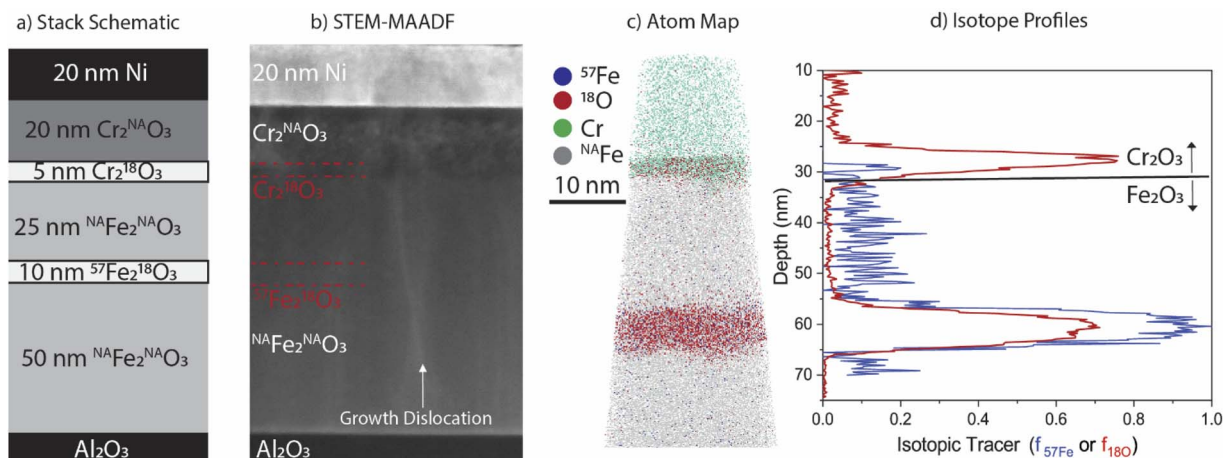 a) Stack Schematic
20 nm Ni
20 nm Cr₂ᴺᴬO₃
5 nm Cr₂¹⁸O₃
25 nm ᴺᴬFe₂ᴺᴬO₃
10 nm ⁵⁷Fe₂¹⁸O₃
50 nm ᴺᴬFe₂ᴺᴬO₃
Al₂O₃
b) STEM-MAADF
20 nm Ni
Cr₂ᴺᴬO₃
Cr₂¹⁸O₃
⁵⁷Fe₂¹⁸O₃
ᴺᴬFe₂ᴺᴬO₃
Growth Dislocation
Al₂O₃
c) Atom Map
⁵⁷Fe
¹⁸O
Cr
ᴺᴬFe
10 nm
d) Isotope Profiles
10
20
30
40
50
60
70
Depth (nm)
Cr₂O₃
Fe₂O₃
0.0 0.2 0.4 0.6 0.8 1.0
Isotopic Tracer (f57Fe or f18O)